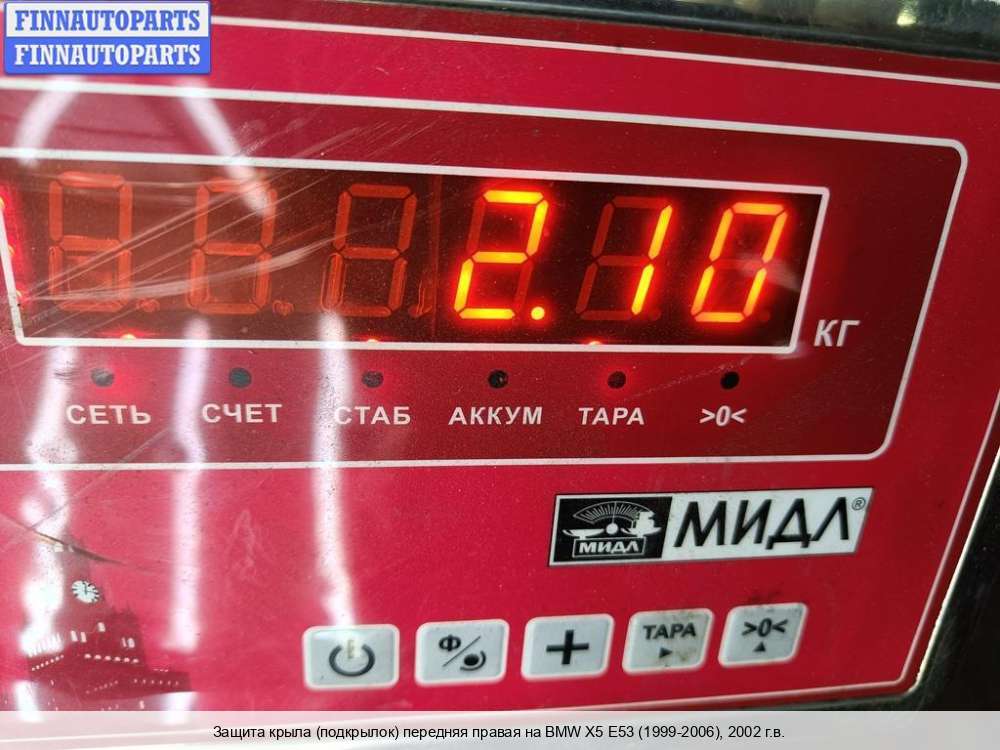 FINNAUTOPARTS
FINNAUTOPARTS
2.10
КГ
СЕТЬ СЧЕТ СТАБ АККУМ ТАРА >0<
МИДЛ МИДЛ®
Ф ТАРА >0<
Защита крыла (подкрылок) передняя правая на BMW X5 E53 (1999-2006), 2002 г.в.